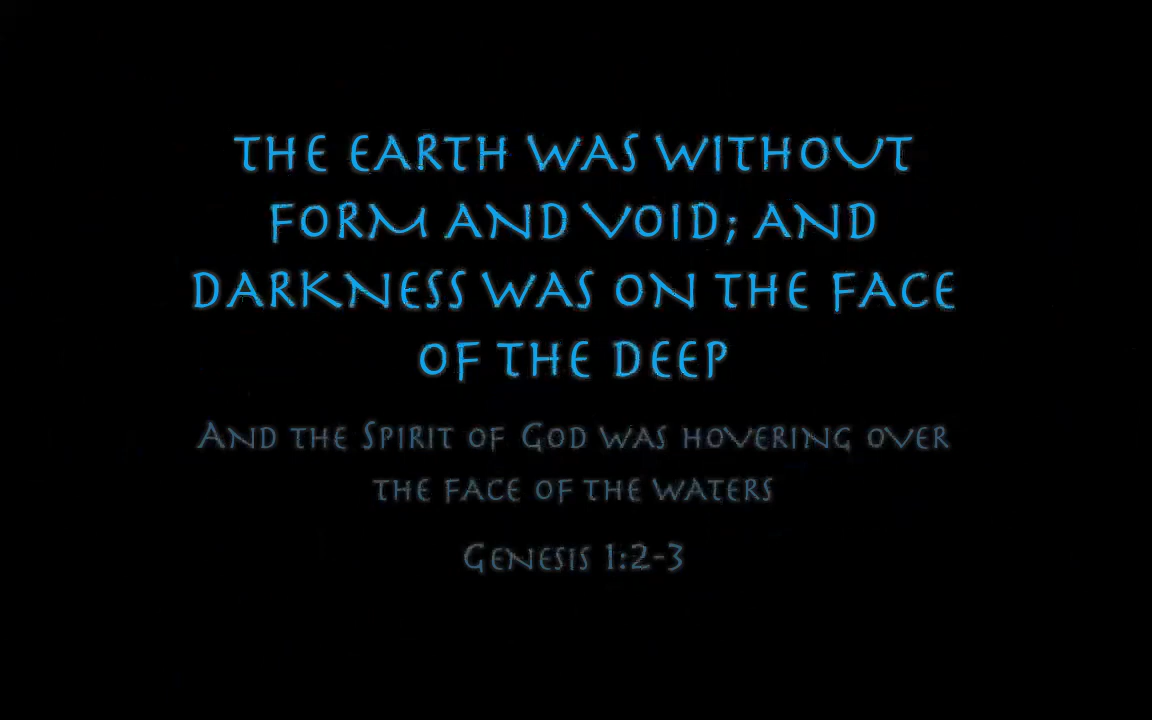 THE EARTH WAS WITHOUT
FORM AND VOID; AND
DARKNESS WAS ON THE FACE
OF THE DEEP
And the Spirit of God was hovering over
the face of the waters
Genesis 1:2-3